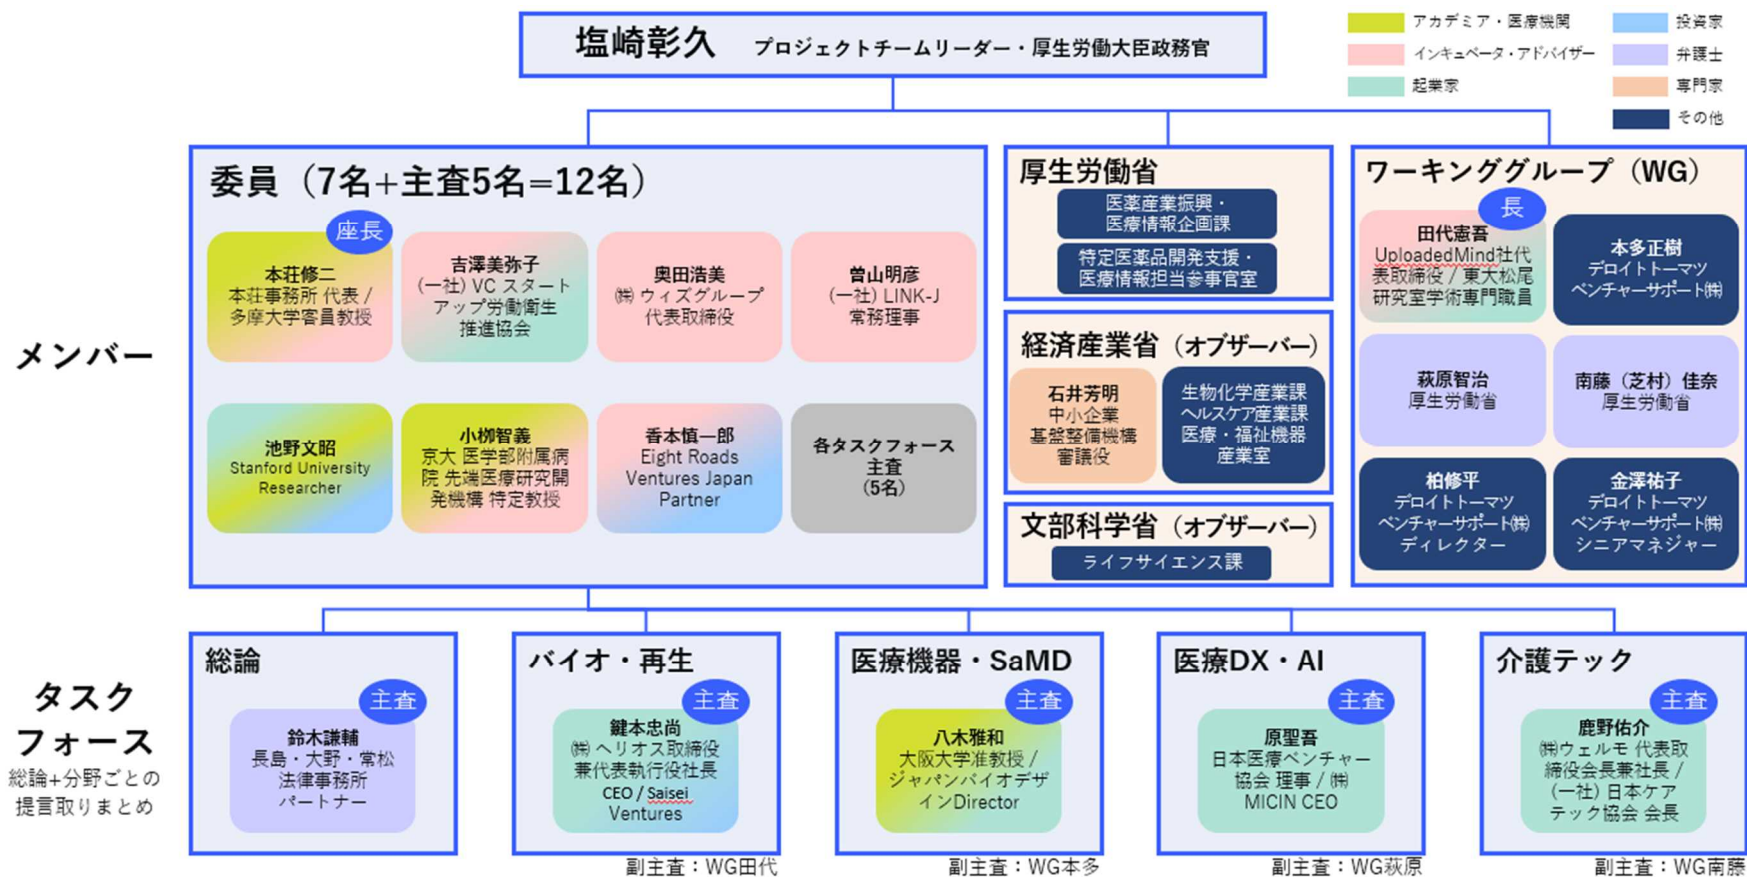 塩崎彰久 プロジェクトチームリーダー・厚生労働大臣政務官
アカデミア・医療機関
インキュベータ・アドバイザー
起業家
投資家
弁護士
専門家
その他
メンバー
委員（7名+主査5名=12名）
座長
本荘修二
本荘事務所 代表 /
多摩大学客員教授
吉澤美弥子
(一社) VC スタート
アップ労働衛生
推進協会
奥田浩美
㈱ ウィズグループ
代表取締役
曽山明彦
(一社) LINK-J
常務理事
池野文昭
Stanford University
Researcher
小栁智義
京大 医学部附属病
院 先端医療研究開
発機構 特定教授
香本慎一郎
Eight Roads
Ventures Japan
Partner
各タスクフォース
主査
(5名)
厚生労働省
医薬産業振興・
医療情報企画課
特定医薬品開発支援・
医療情報担当参事官室
経済産業省（オブザーバー）
石井芳明
中小企業
基盤整備機構
審議役
生物化学産業課
ヘルスケア産業課
医療・福祉機器
産業室
文部科学省（オブザーバー）
ライフサイエンス課
ワーキンググループ（WG）
長
田代憲吾
UploadedMind社代
表取締役 / 東大松尾
研究室学術専門職員
本多正樹
デロイトトーマツ
ベンチャーサポート㈱
萩原智治
厚生労働省
南藤（芝村）佳奈
厚生労働省
柏修平
デロイトトーマツ
ベンチャーサポート㈱
ディレクター
金澤祐子
デロイトトーマツ
ベンチャーサポート㈱
シニアマネジャー
タスク
フォース
総論+分野ごとの
提言取りまとめ
総論
主査
鈴木謙輔
長島・大野・常松
法律事務所
パートナー
バイオ・再生
主査
鍵本忠尚
㈱ ヘリオス取締役
兼代表執行役社長
CEO / Saisei
Ventures
副主査：WG田代
医療機器・SaMD
主査
八木雅和
大阪大学准教授 /
ジャパンバイオデザ
インDirector
副主査：WG本多
医療DX・AI
主査
原聖吾
日本医療ベンチャー
協会 理事 / ㈱
MICIN CEO
副主査：WG萩原
介護テック
主査
鹿野佑介
㈱ウェルモ 代表取
締役会長兼社長 /
(一社) 日本ケア
テック協会 会長
副主査：WG南藤